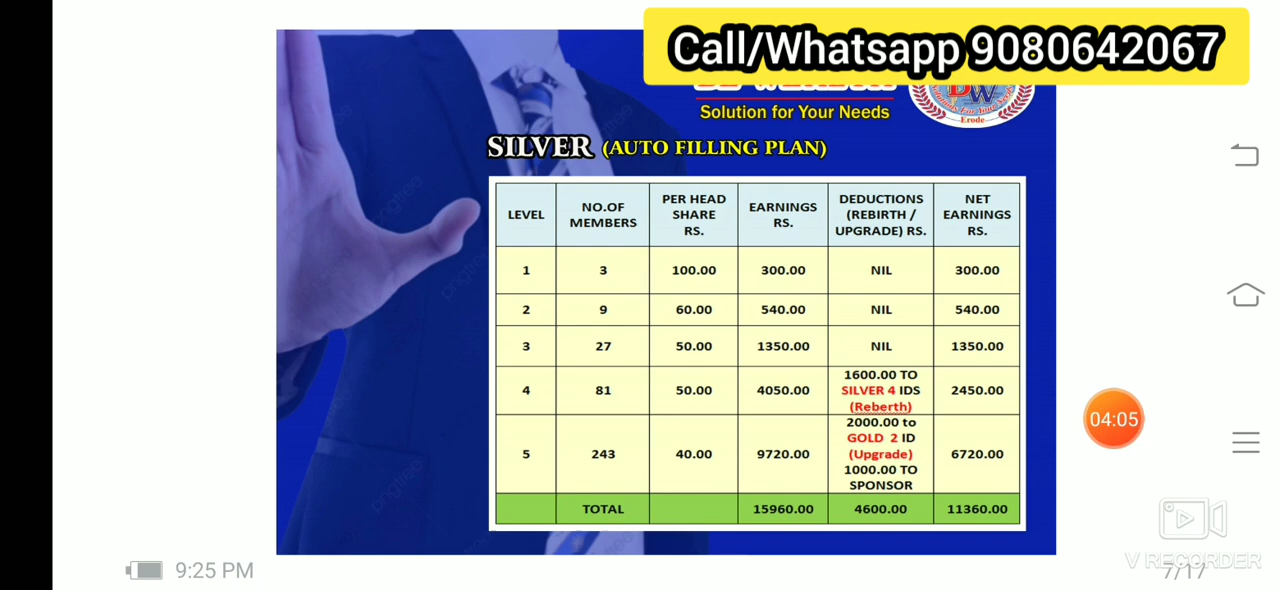 Call/Whatsapp 9080642067
Solution for Your Needs
Erode
SILVER (AUTO FILLING PLAN)
LEVEL NO.OF MEMBERS PER HEAD SHARE RS. EARNINGS RS. DEDUCTIONS (REBIRTH / UPGRADE) RS. NET EARNINGS RS.
1 3 100.00 300.00 NIL 300.00
2 9 60.00 540.00 NIL 540.00
3 27 50.00 1350.00 NIL 1350.00
4 81 50.00 4050.00 1600.00 TO SILVER 4 IDS (Reberth) 2450.00
5 243 40.00 9720.00 2000.00 to GOLD 2 ID (Upgrade) 1000.00 TO SPONSOR 6720.00
TOTAL 15960.00 4600.00 11360.00
04:05
9:25 PM
V RECORDER
7/17
pngtree
pngtree
pngtree
pngtree